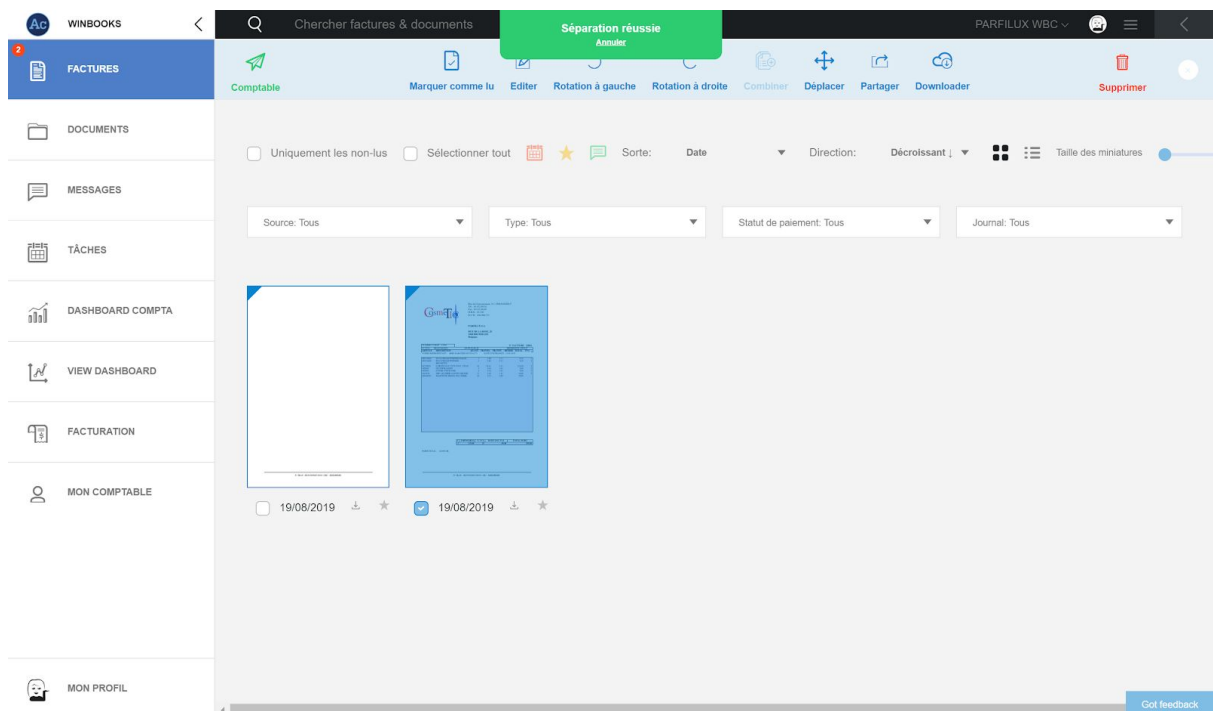 Ac WINBOOKS
Chercher factures & documents
Séparation réussie
Annuler
PARFILUX WBC
2
FACTURES
Comptable
Marquer comme lu
Editer
Rotation à gauche
Rotation à droite
Combiner
Déplacer
Partager
Downloader
Supprimer
DOCUMENTS
Uniquement les non-lus
Sélectionner tout
Sorte:
Date
Direction:
Décroissant ↓
Taille des miniatures
MESSAGES
Source: Tous
Type: Tous
Statut de paiement: Tous
Journal: Tous
TÂCHES
DASHBOARD COMPTA
VIEW DASHBOARD
FACTURATION
CosméTic
MON COMPTABLE
19/08/2019
19/08/2019
MON PROFIL
Got feedback